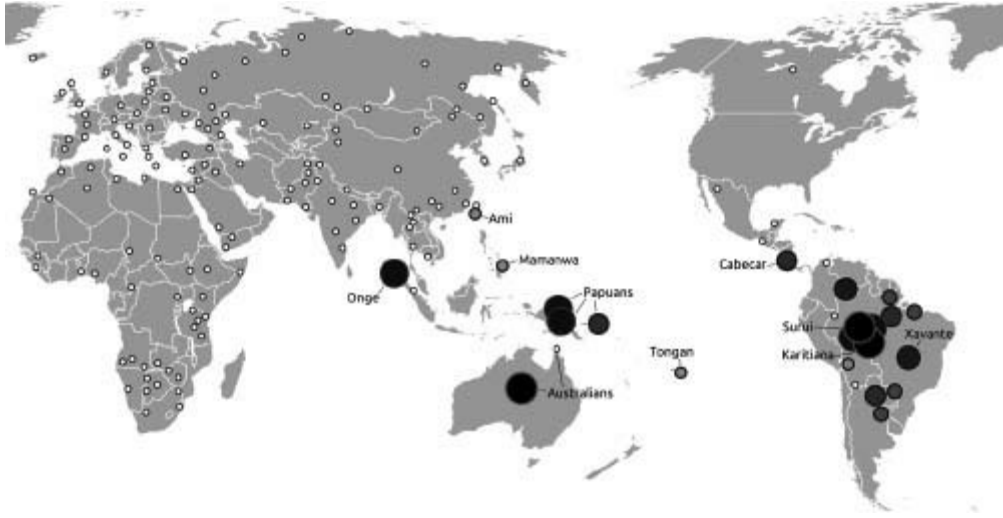 Ami
Mamanwa
Onge
Papuans
Cabecar
Surui
Xavante
Karitiana
Tongan
Australians